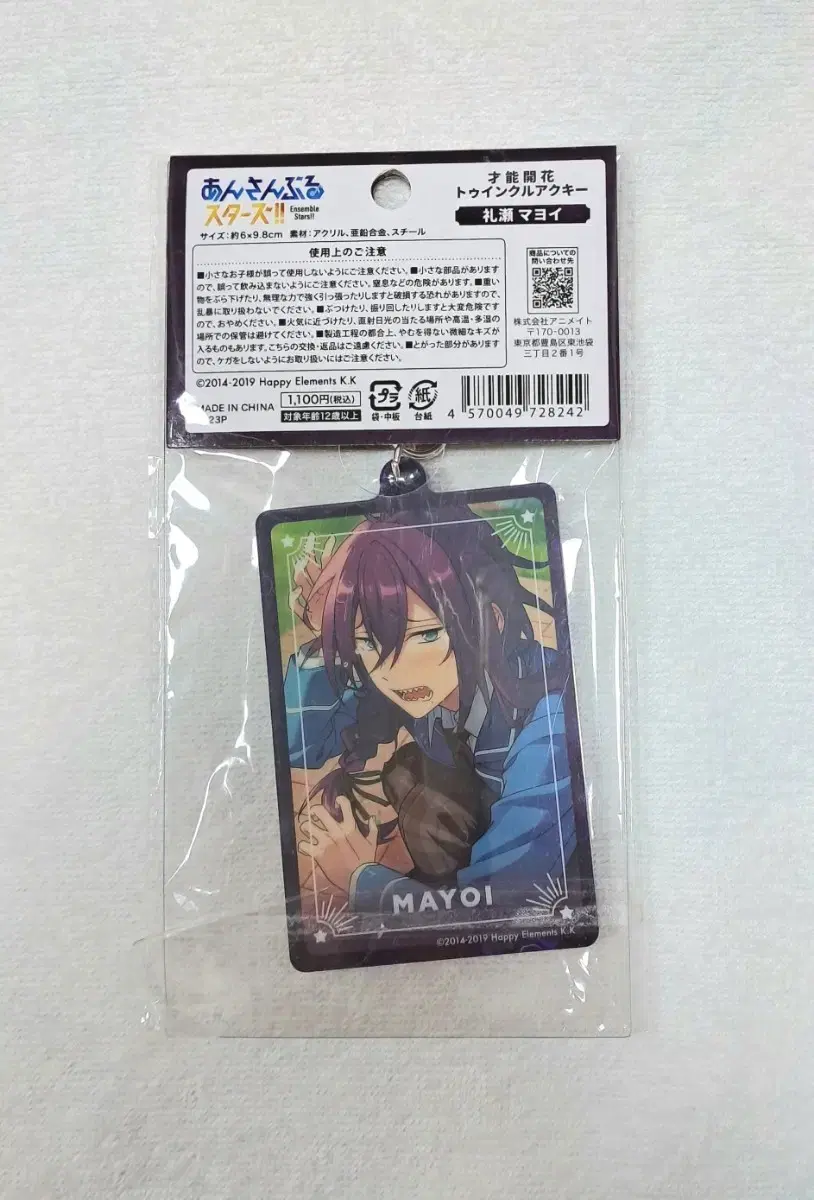 あんさんぶる
スターズ!!
Ensemble
Stars!!
才能開花
トゥインクルアクキー
礼瀬 マヨイ
サイズ:約6×9.8cm 素材:アクリル、亜鉛合金、スチール
使用上のご注意
■小さなお子様が誤って使用しないようにご注意ください。■小さな部品があります
ので、誤って飲み込まないようにご注意ください。窒息などの危険があります。■重い
物をぶら下げたり、無理な力で強く引っ張ったりしますと破損する恐れがありますので、
乱暴に取り扱わないでください。■ぶつけたり、振り回したりしますと大変危険です
ので、おやめください。■火気に近づけたり、直射日光の当たる場所や高温・多湿の
場所での保管は避けてください。■製造工程の都合上、やむを得ない微細なキズが
入るものもあります。こちらの交換・返品はご遠慮ください。■とがった部分があります
ので、ケガをしないようにお取り扱いにはご注意ください。
商品についての
問い合わせ先
株式会社アニメイト
〒170-0013
東京都豊島区東池袋
三丁目2番1号
©2014-2019 Happy Elements K.K
MADE IN CHINA
23P
1,100円(税込)
対象年齢12歳以上
プラ
袋・中板
紙
台紙
4 570049 728242
MAYOI
©2014-2019 Happy Elements K.K